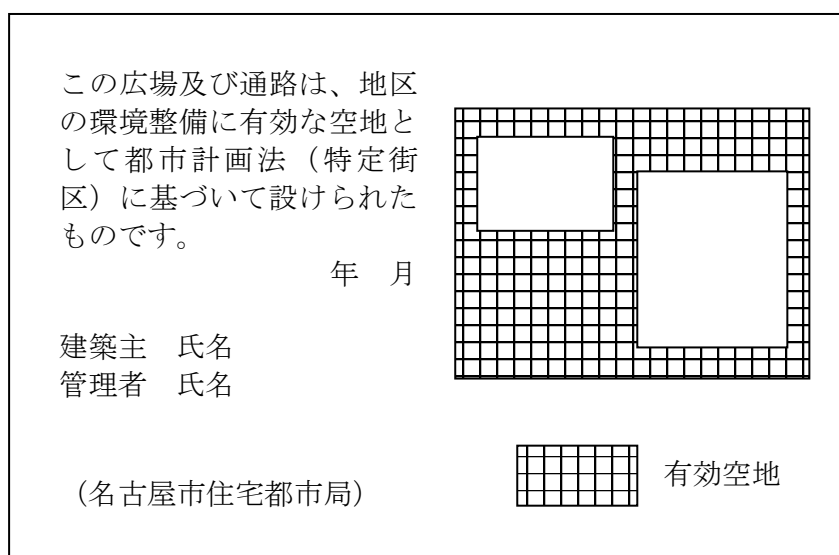 この広場及び通路は、地区
の環境整備に有効な空地と
して都市計画法（特定街
区）に基づいて設けられた
ものです。
年　月
建築主　氏名
管理者　氏名
（名古屋市住宅都市局）
有効空地